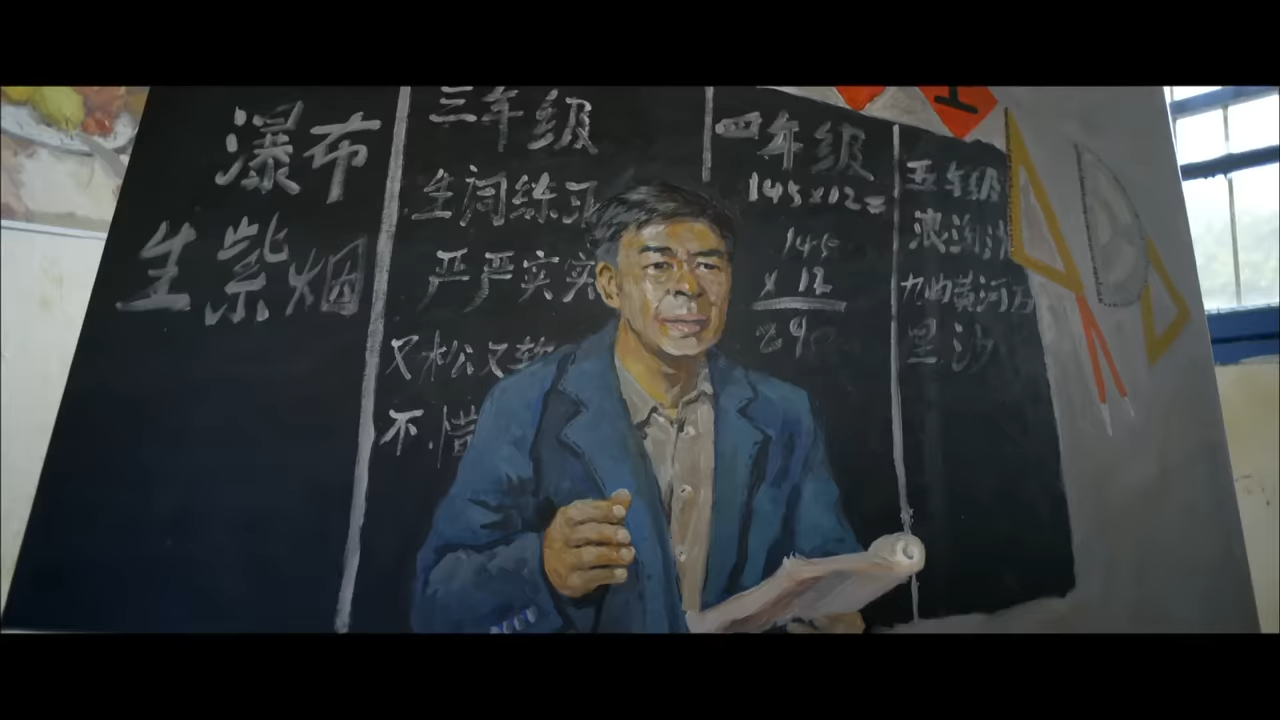 瀑布
生紫烟
三年级
生词练习
严严实实
又松又软
不惜
四年级
145x12=
145
x 12
290
五年级
浪淘沙
九曲黄河万
里沙